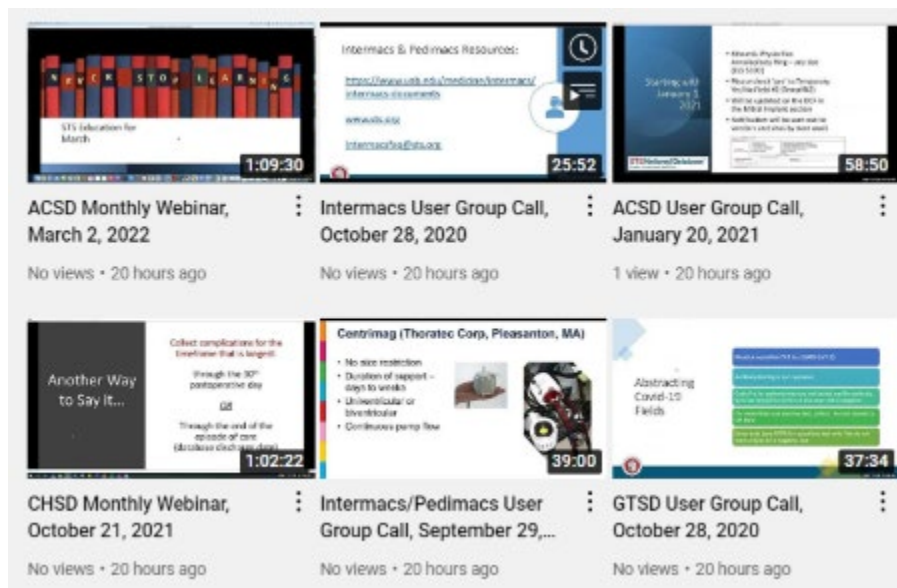 NEVER STOP LEARNING
STS Education for
March
1:09:30
ACSD Monthly Webinar,
March 2, 2022
No views • 20 hours ago
Intermacs & Pedimacs Resources:
https://www.uab.edu/medicine/intermacs/
intermacs-documents
www.sts.org
25:52
Intermacs User Group Call,
October 28, 2020
No views • 20 hours ago
Starting with
January 1,
2021
STS National Database
58:50
ACSD User Group Call,
January 20, 2021
1 view • 20 hours ago
Another Way
to Say it...
Collect complications for the
timeframe that is longest:
through the 30th
postoperative day
OR
Through the end of the
episode of care
(database discharge date)
1:02:22
CHSD Monthly Webinar,
October 21, 2021
No views • 20 hours ago
Centrimag (Thoratec Corp, Pleasanton, MA)
• No size restriction
• Duration of support –
days to weeks
• Univentricular or
biventricular
• Continuous pump flow
39:00
Intermacs/Pedimacs User
Group Call, September 29,...
No views • 20 hours ago
Abstracting
Covid-19
Fields
37:34
GTSD User Group Call,
October 28, 2020
No views • 20 hours ago